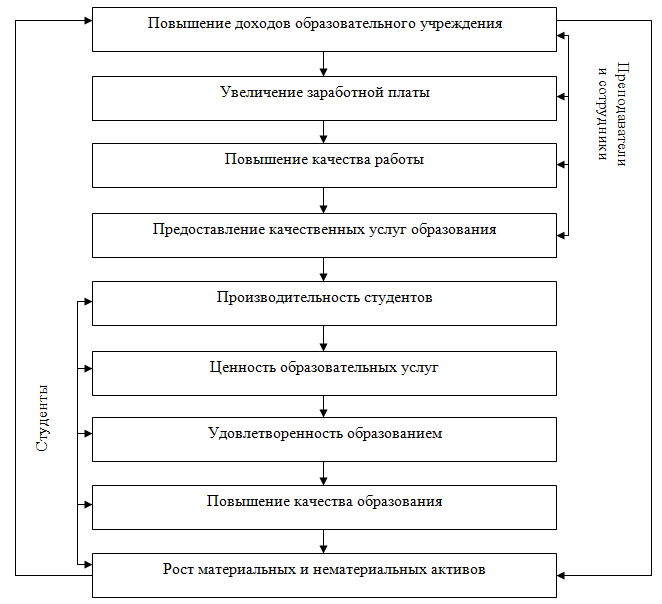 Повышение доходов образовательного учреждения
Увеличение заработной платы
Повышение качества работы
Предоставление качественных услуг образования
Преподаватели
и сотрудники
Производительность студентов
Ценность образовательных услуг
Удовлетворенность образованием
Повышение качества образования
Рост материальных и нематериальных активов
Студенты